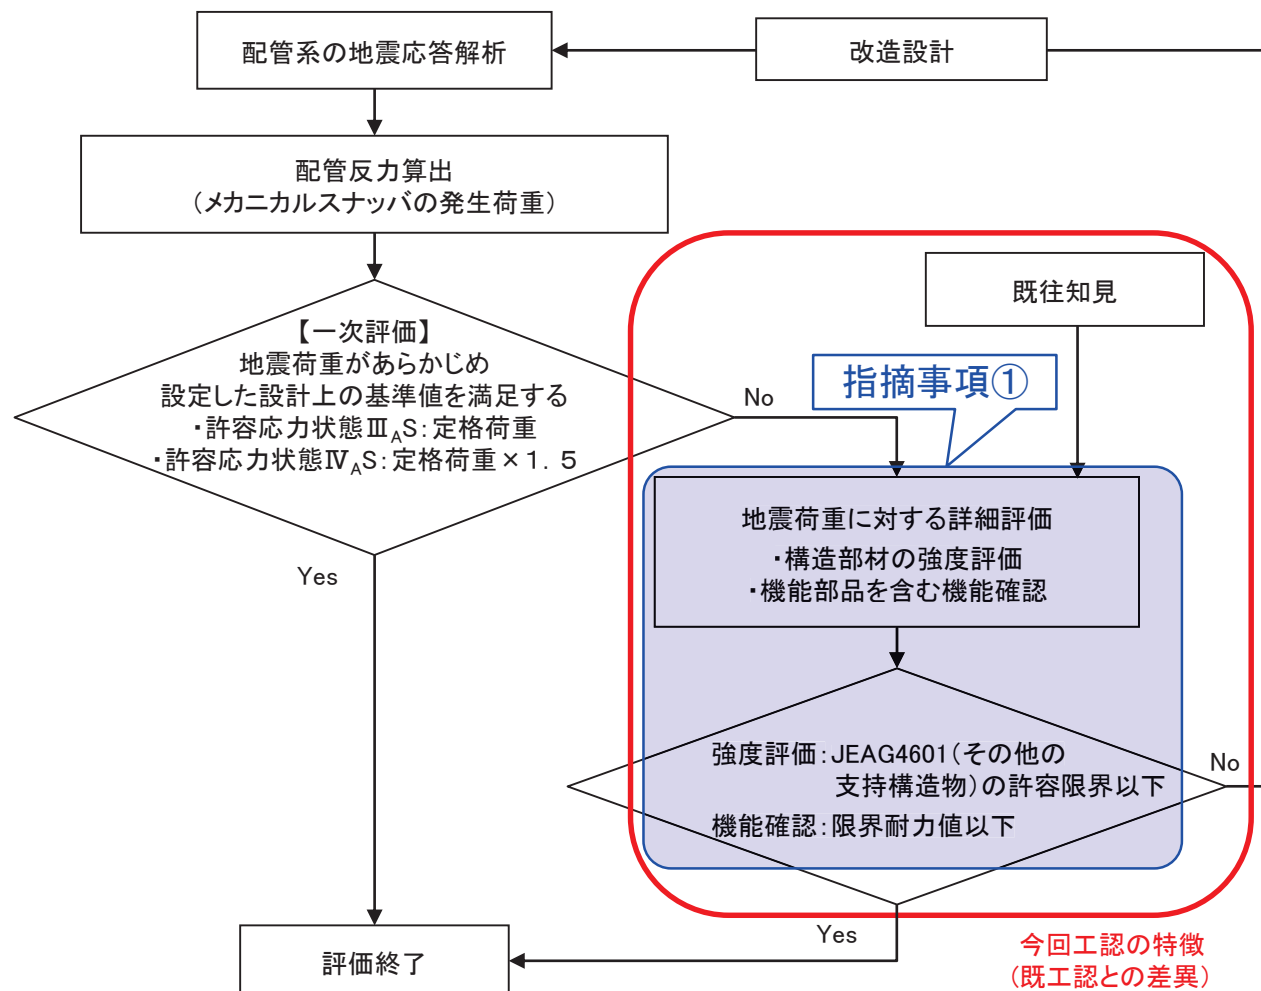 配管系の地震応答解析
改造設計
配管反力算出
（メカニカルスナッバの発生荷重）
【一次評価】
地震荷重があらかじめ
設定した設計上の基準値を満足する
・許容応力状態ⅢAS：定格荷重
・許容応力状態ⅣAS：定格荷重×１．５
No
Yes
既往知見
指摘事項①
地震荷重に対する詳細評価
・構造部材の強度評価
・機能部品を含む機能確認
強度評価：JEAG4601（その他の
支持構造物）の許容限界以下
機能確認：限界耐力値以下
No
Yes
評価終了
今回工認の特徴
（既工認との差異）